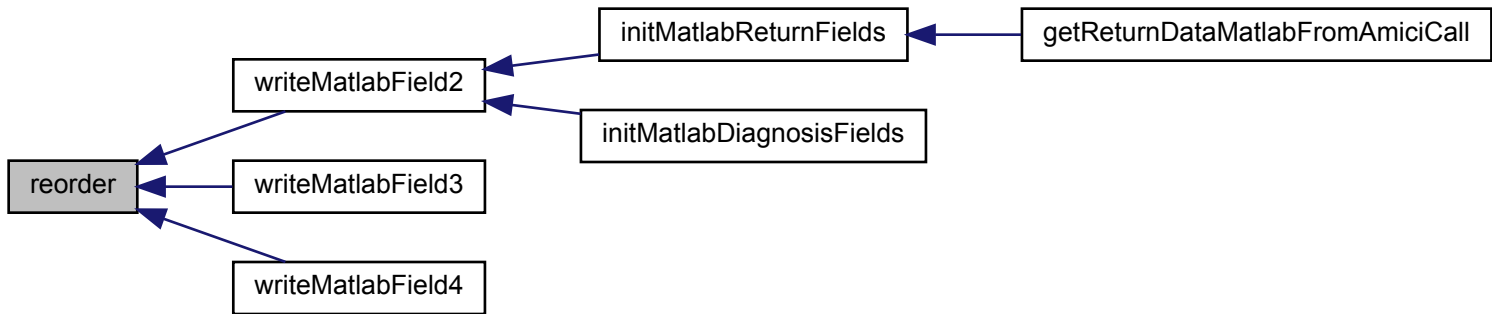 initMatlabReturnFields
getReturnDataMatlabFromAmiciCall
writeMatlabField2
initMatlabDiagnosisFields
reorder
writeMatlabField3
writeMatlabField4